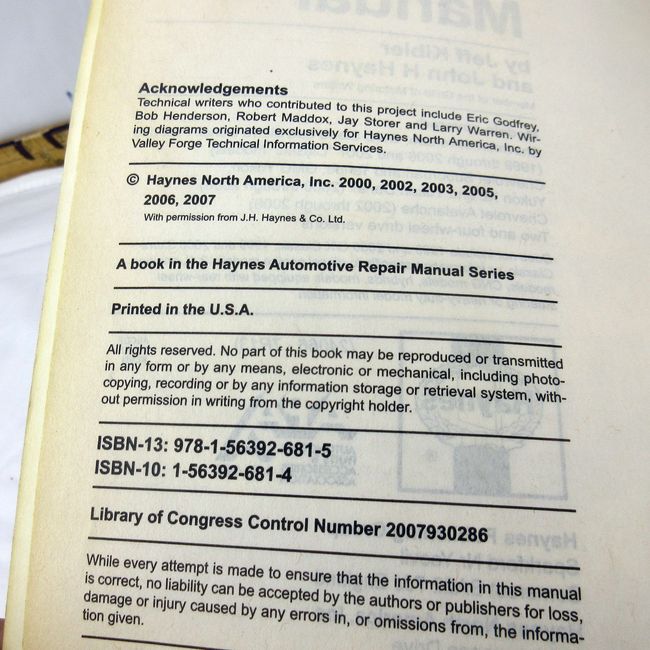 Acknowledgements
Technical writers who contributed to this project include Eric Godfrey,
Bob Henderson, Robert Maddox, Jay Storer and Larry Warren. Wir-
ing diagrams originated exclusively for Haynes North America, Inc. by
Valley Forge Technical Information Services.
© Haynes North America, Inc. 2000, 2002, 2003, 2005,
2006, 2007
With permission from J.H. Haynes & Co. Ltd.
A book in the Haynes Automotive Repair Manual Series
Printed in the U.S.A.
All rights reserved. No part of this book may be reproduced or transmitted
in any form or by any means, electronic or mechanical, including photo-
copying, recording or by any information storage or retrieval system, with-
out permission in writing from the copyright holder.
ISBN-13: 978-1-56392-681-5
ISBN-10: 1-56392-681-4
Library of Congress Control Number 2007930286
While every attempt is made to ensure that the information in this manual
is correct, no liability can be accepted by the authors or publishers for loss,
damage or injury caused by any errors in, or omissions from, the informa-
tion given.